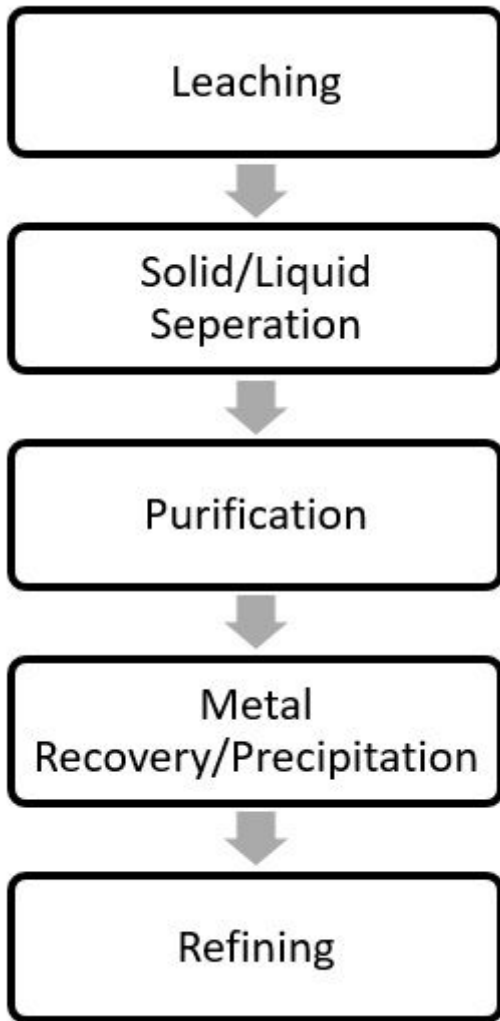 Leaching
Solid/Liquid
Seperation
Purification
Metal
Recovery/Precipitation
Refining